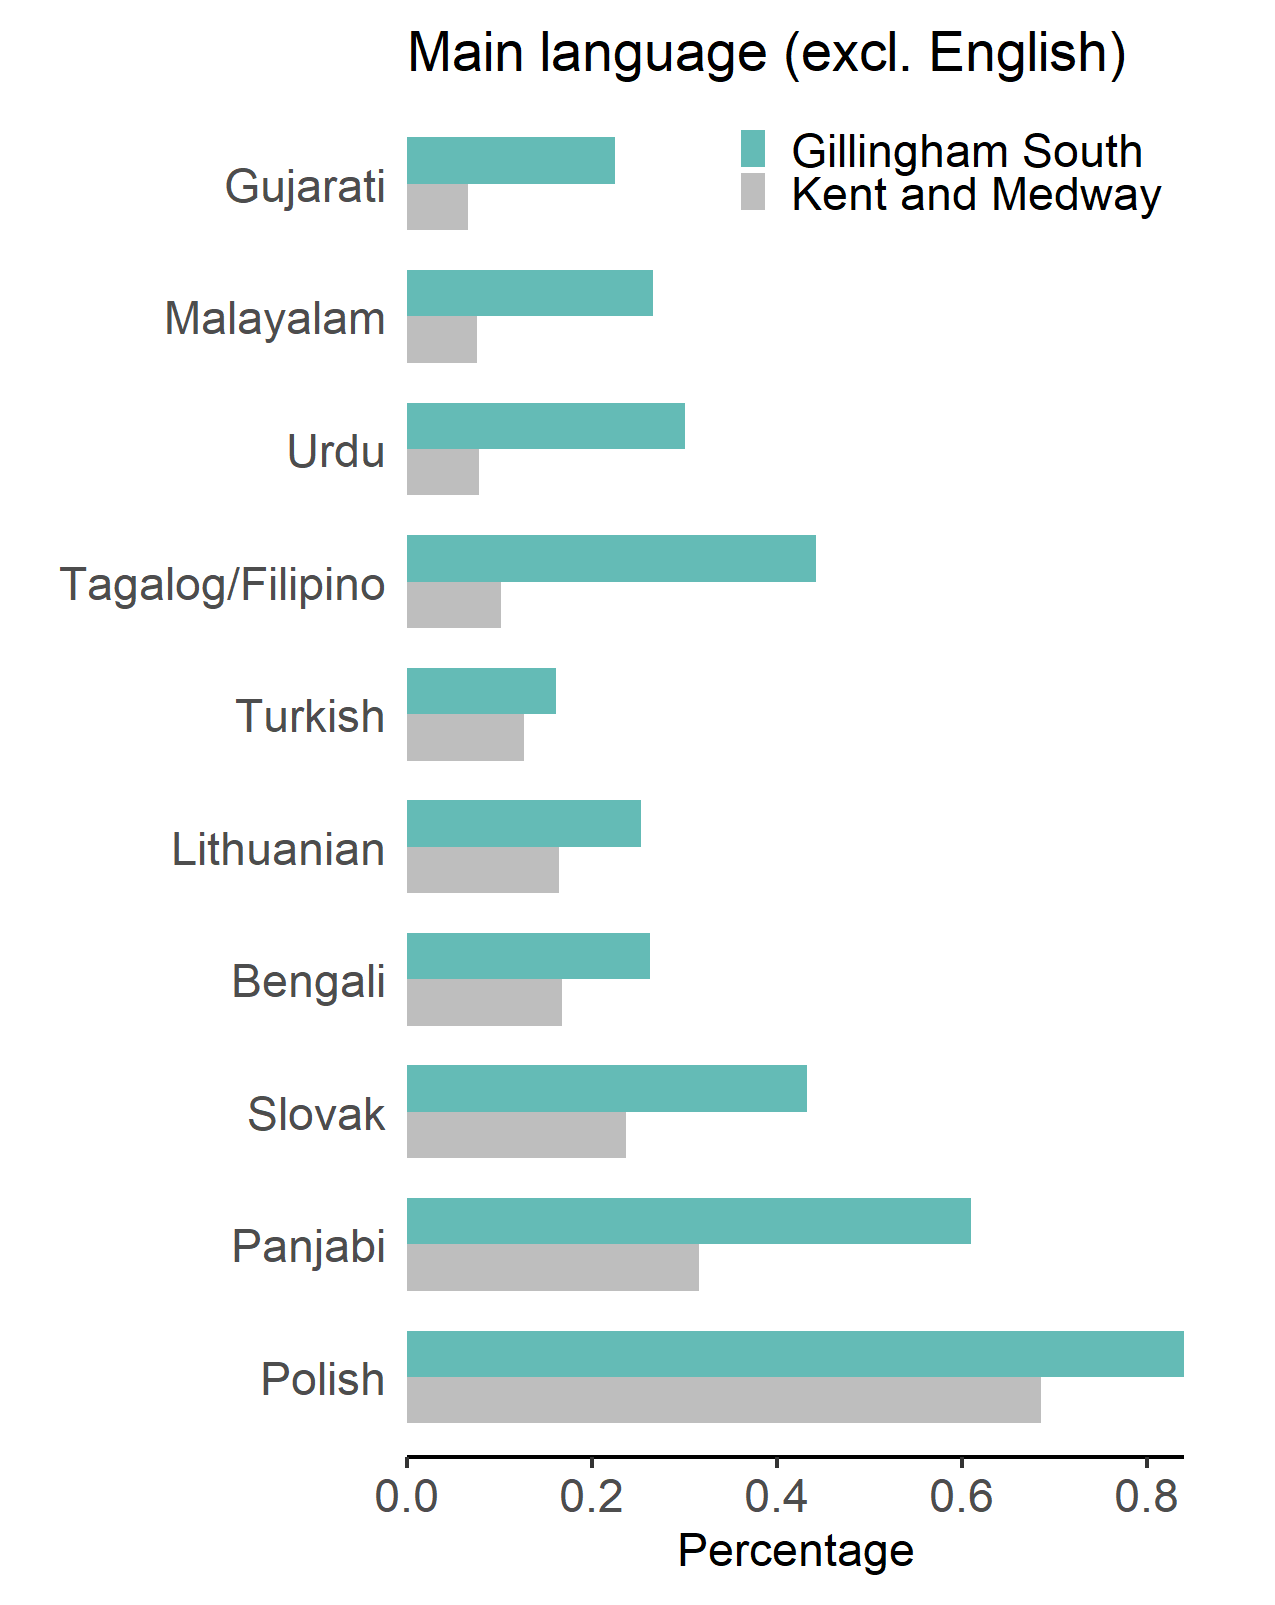 Main language (excl. English)
Gillingham South
Kent and Medway
Gujarati
Malayalam
Urdu
Tagalog/Filipino
Turkish
Lithuanian
Bengali
Slovak
Panjabi
Polish
0.0 0.2 0.4 0.6 0.8
Percentage